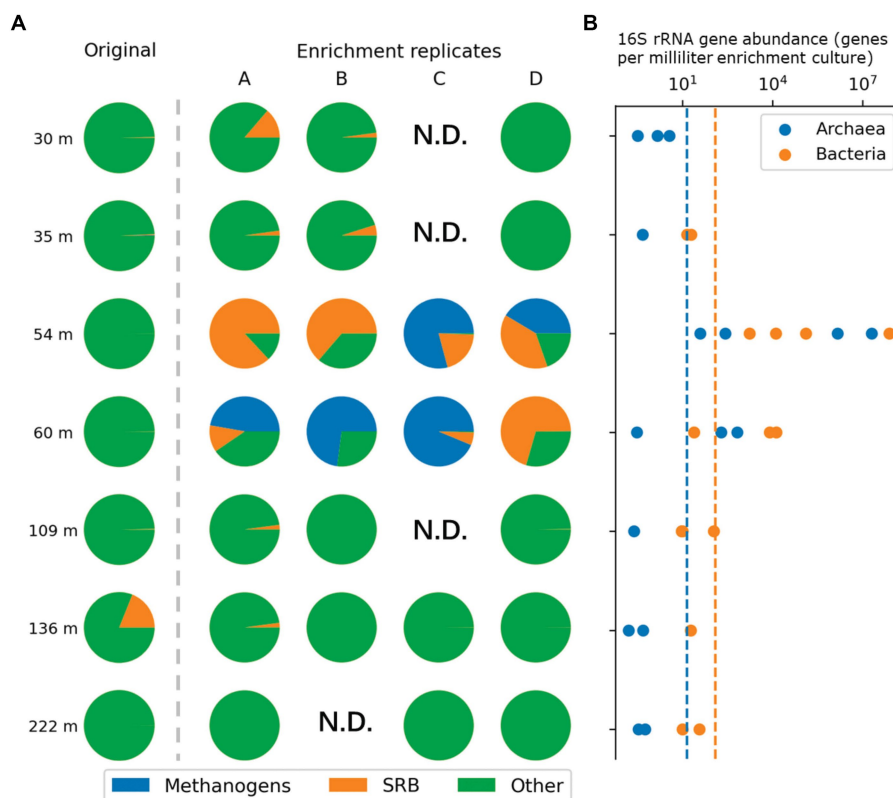 A
Original
Enrichment replicates
A B C D
30 m
N.D.
35 m
N.D.
54 m
60 m
109 m
N.D.
136 m
222 m
N.D.
Methanogens SRB Other
B
16S rRNA gene abundance (genes
per milliliter enrichment culture)
10¹ 10⁴ 10⁷
Archaea
Bacteria